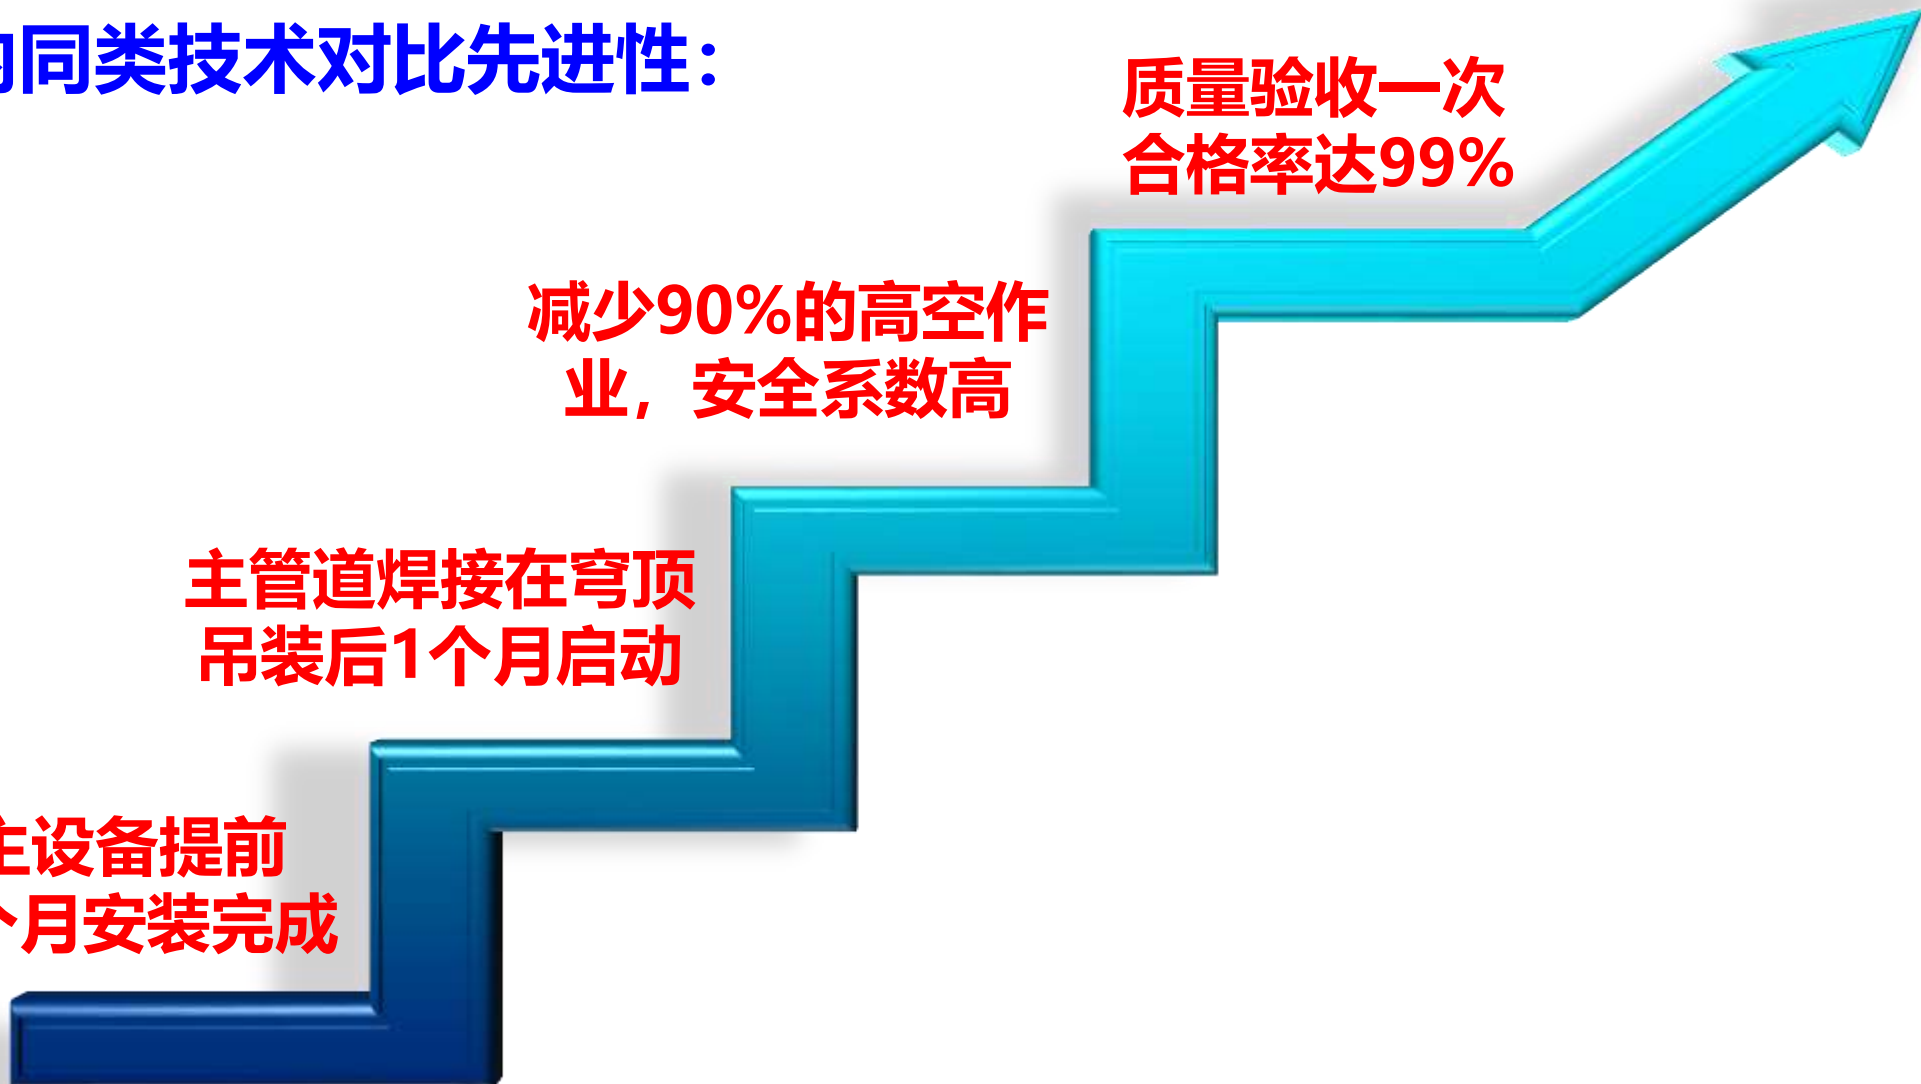 同类技术对比先进性：
质量验收一次
合格率达99%
减少90%的高空作
业，安全系数高
主管道焊接在穹顶
吊装后1个月启动
主设备提前
个月安装完成